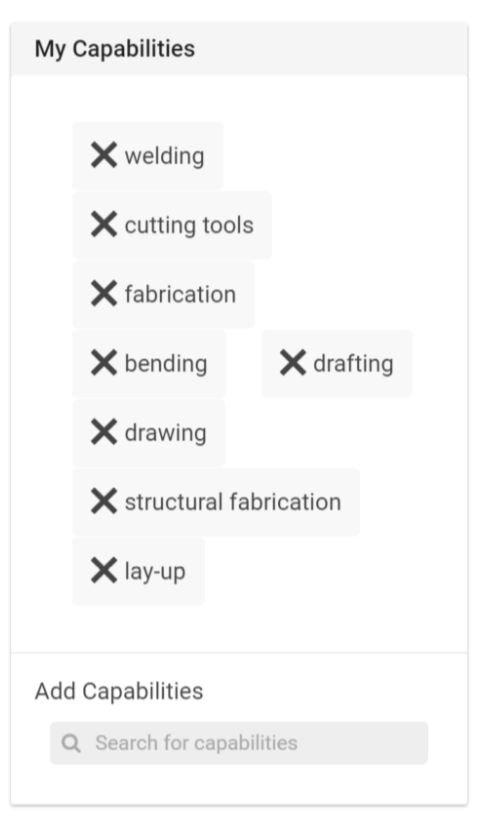 My Capabilities
welding
cutting tools
fabrication
bending drafting
drawing
structural fabrication
lay-up
Add Capabilities
Search for capabilities